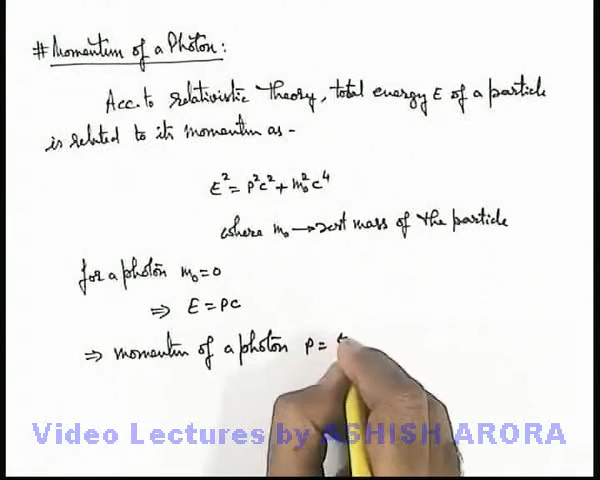 # Momentum of a Photon:
Acc. to relativistic Theory, total energy E of a particle
is related to its momentum as -
E² = P²c² + m₀²c⁴
where m₀ → rest mass of the particle
for a photon m₀ = 0
⇒ E = PC
⇒ momentum of a photon P =
Video Lectures by ASHISH ARORA